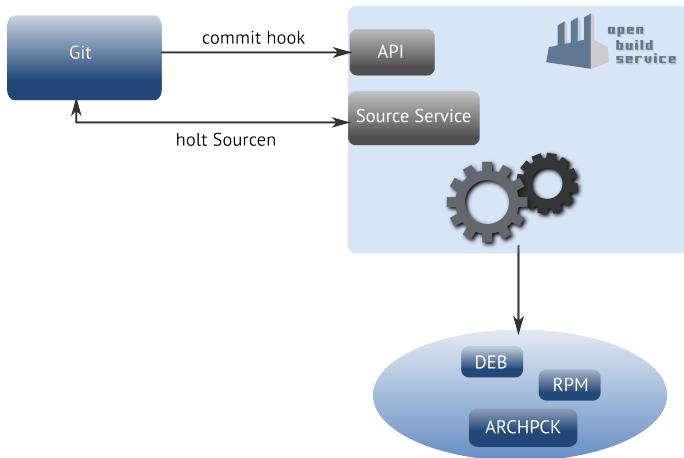 Git
commit hook
API
open
build
service
Source Service
holt Sourcen
DEB
RPM
ARCHPCK